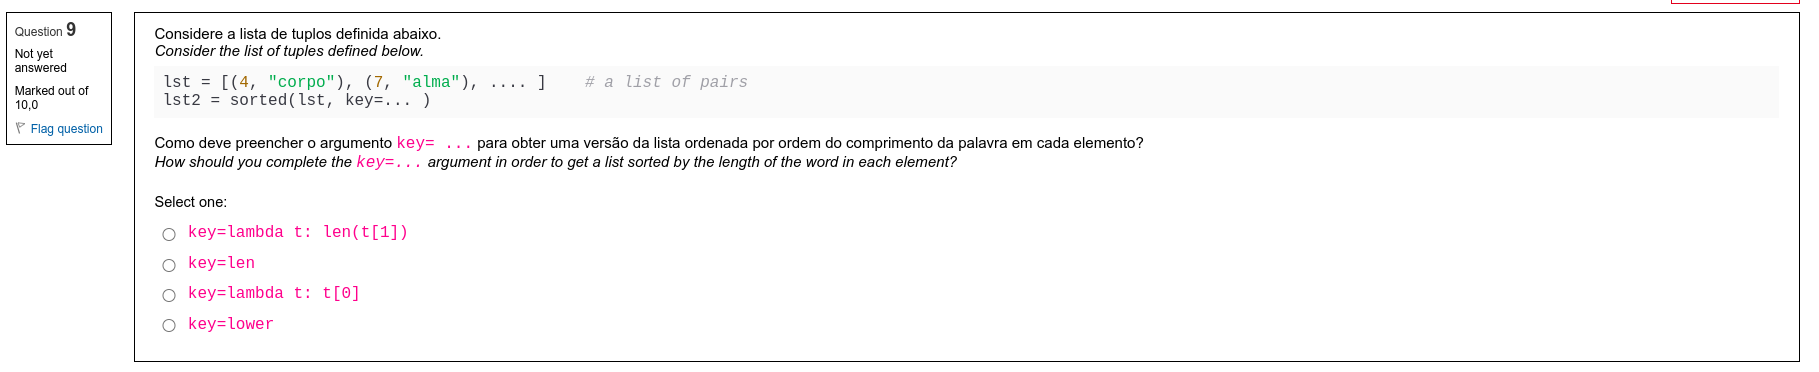 Question 9
Not yet
answered
Marked out of
10,0
Flag question
Considere a lista de tuplos definida abaixo.
Consider the list of tuples defined below.
lst = [(4, "corpo"), (7, "alma"), .... ]    # a list of pairs
lst2 = sorted(lst, key=... )
Como deve preencher o argumento key= ... para obter uma versão da lista ordenada por ordem do comprimento da palavra em cada elemento?
How should you complete the key=... argument in order to get a list sorted by the length of the word in each element?
Select one:
key=lambda t: len(t[1])
key=len
key=lambda t: t[0]
key=lower